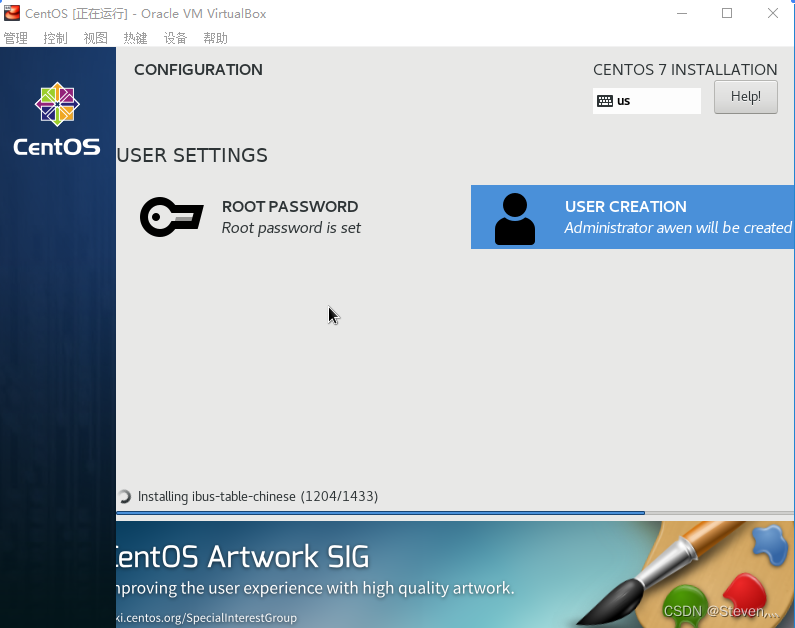 CentOS [正在运行] - Oracle VM VirtualBox
管理 控制 视图 热键 设备 帮助
CentOS
CONFIGURATION
CENTOS 7 INSTALLATION
us
Help!
USER SETTINGS
ROOT PASSWORD
Root password is set
USER CREATION
Administrator awen will be created
Installing ibus-table-chinese (1204/1433)
entOS Artwork SIG
mproving the user experience with high quality artwork.
ki.centos.org/SpecialInterestGroup
CSDN @Steven,,,,